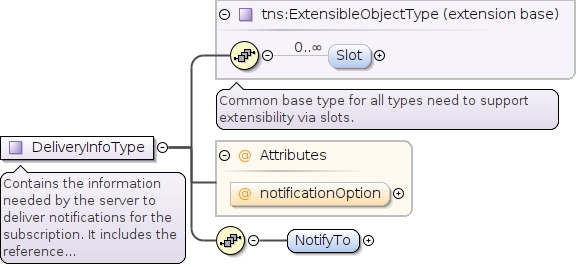 tns:ExtensibleObjectType (extension base)
0..∞
Slot
Common base type for all types need to support
extensibility via slots.
DeliveryInfoType
Contains the information
needed by the server to
deliver notifications for the
subscription. It includes the
reference...
@ Attributes
@ notificationOption
NotifyTo